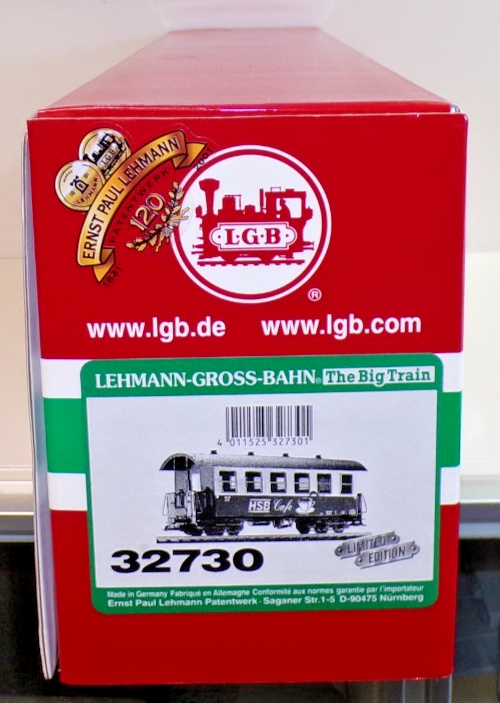 ERNST PAUL LEHMANN
PATENTWERK
120
1881
2001
LGB
®
www.lgb.de www.lgb.com
LEHMANN-GROSS-BAHN® The Big Train
4 011525 327301
HSB Café
32730
LIMITED EDITION
Made in Germany Fabriqué en Allemagne Conformité aux normes garantie par l'importateur
Ernst Paul Lehmann Patentwerk · Saganer Str.1-5 D-90475 Nürnberg